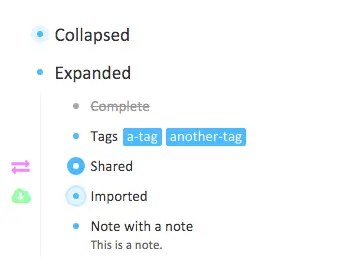 Collapsed
Expanded
Complete
Tags a-tag another-tag
Shared
Imported
Note with a note
This is a note.